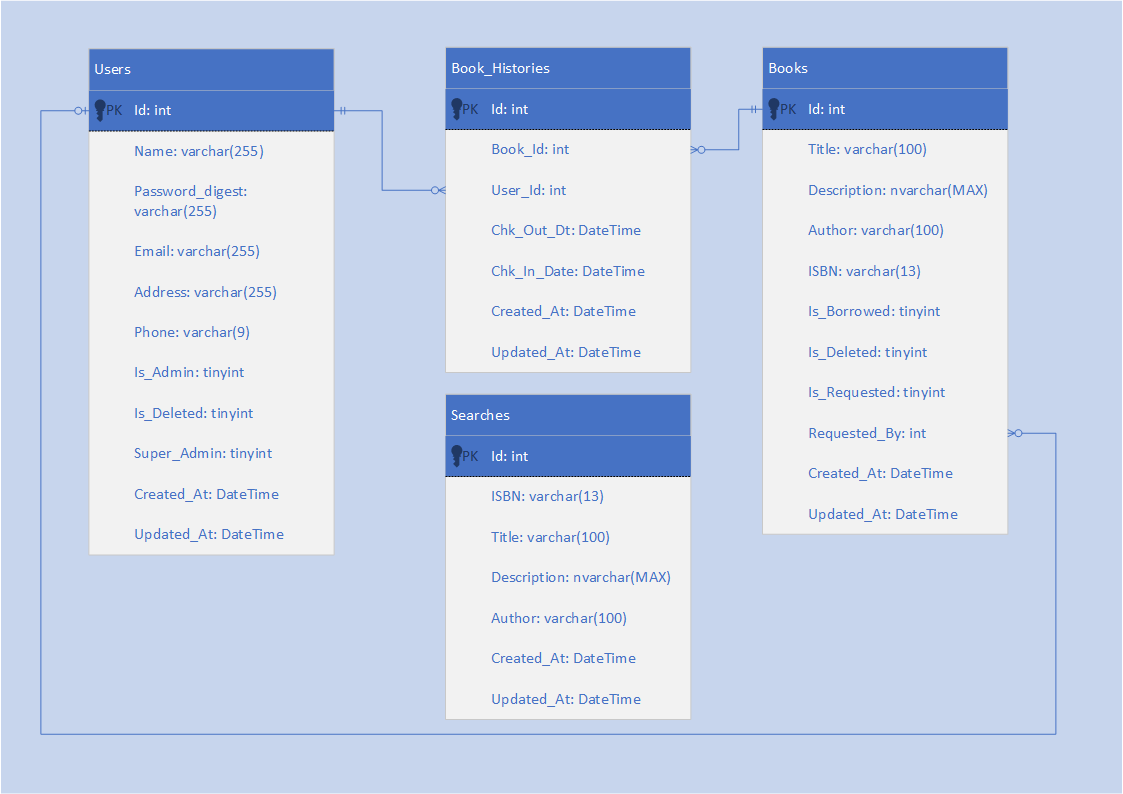 Users
PK Id: int
Name: varchar(255)
Password_digest:
varchar(255)
Email: varchar(255)
Address: varchar(255)
Phone: varchar(9)
Is_Admin: tinyint
Is_Deleted: tinyint
Super_Admin: tinyint
Created_At: DateTime
Updated_At: DateTime
Book_Histories
PK Id: int
Book_Id: int
User_Id: int
Chk_Out_Dt: DateTime
Chk_In_Date: DateTime
Created_At: DateTime
Updated_At: DateTime
Searches
PK Id: int
ISBN: varchar(13)
Title: varchar(100)
Description: nvarchar(MAX)
Author: varchar(100)
Created_At: DateTime
Updated_At: DateTime
Books
PK Id: int
Title: varchar(100)
Description: nvarchar(MAX)
Author: varchar(100)
ISBN: varchar(13)
Is_Borrowed: tinyint
Is_Deleted: tinyint
Is_Requested: tinyint
Requested_By: int
Created_At: DateTime
Updated_At: DateTime